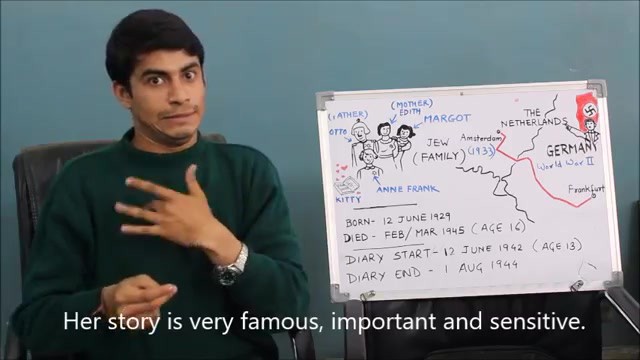 (FATHER)
OTTO
(MOTHER)
EDITH
MARGOT
JEW
(FAMILY)
ANNE FRANK
KITTY
THE
NETHERLANDS
Amsterdam
(1933)
GERMANY
World War II
Frankfurt
BORN- 12 JUNE 1929
DIED- FEB/MAR 1945 (AGE 16)
DIARY START- 12 JUNE 1942 (AGE 13)
DIARY END - 1 AUG 1944
Her story is very famous, important and sensitive.